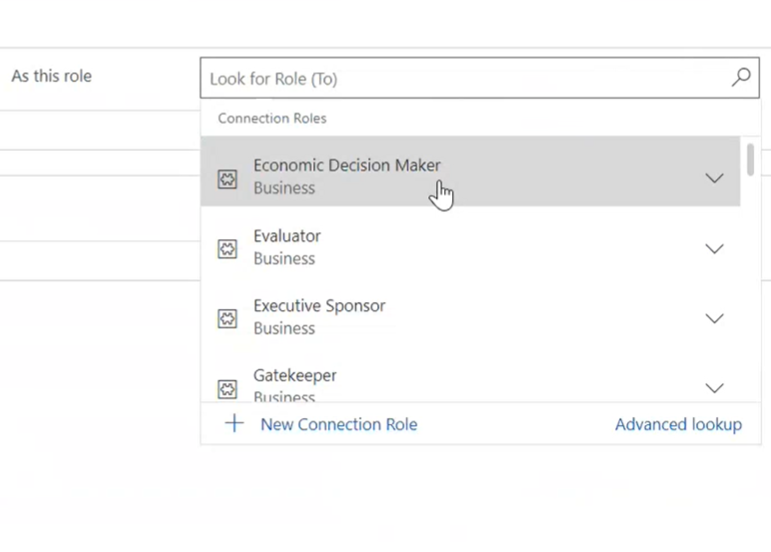 As this role
Look for Role (To)
Connection Roles
Economic Decision Maker
Business
Evaluator
Business
Executive Sponsor
Business
Gatekeeper
Business
New Connection Role
Advanced lookup